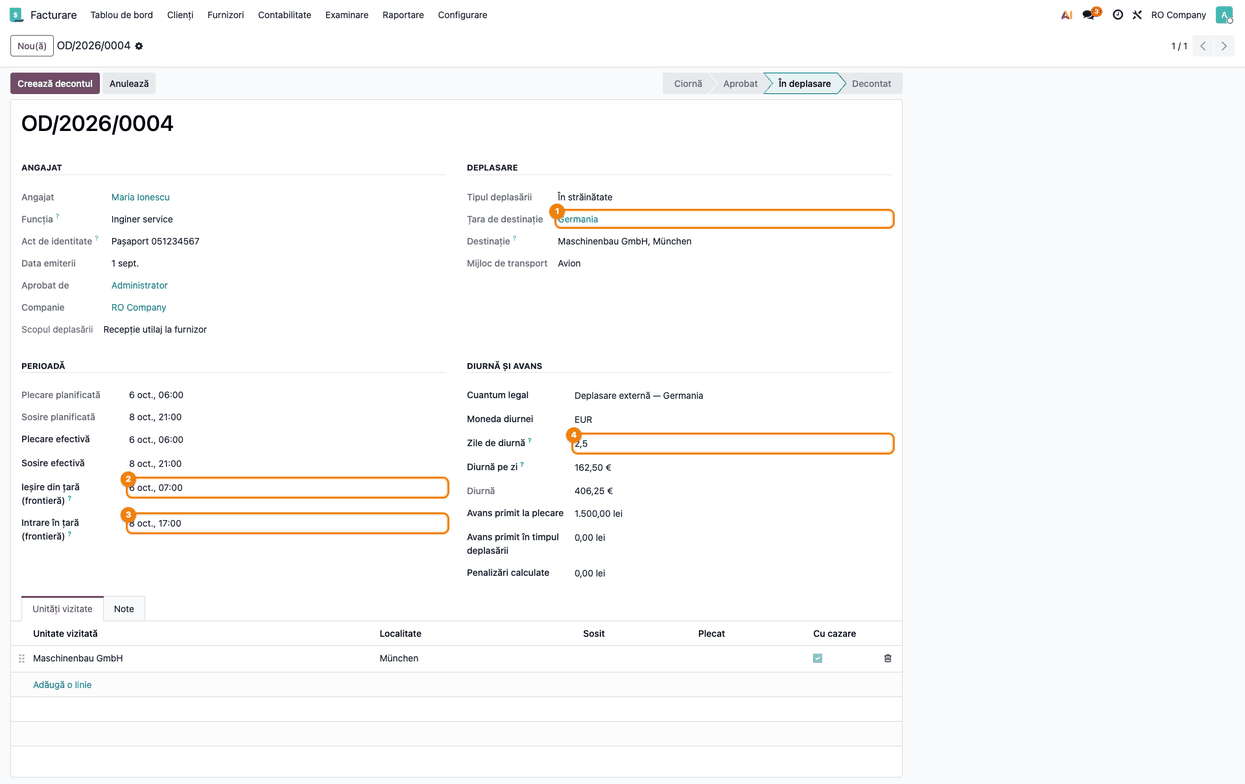 Facturare Tablou de bord Clienți Furnizori Contabilitate Examinare Raportare Configurare AI 3 RO Company A
Nou(ă) OD/2026/0004 1 / 1
Creează decontul Anulează Ciornă Aprobat În deplasare Decontat
OD/2026/0004
ANGAJAT
Angajat Maria Ionescu
Funcția ? Inginer service
Act de identitate ? Pașaport 051234567
Data emiterii 1 sept.
Aprobat de Administrator
Companie RO Company
Scopul deplasării Recepție utilaj la furnizor
DEPLASARE
Tipul deplasării În străinătate
1
Țara de destinație Germania
Destinație ? Maschinenbau GmbH, München
Mijloc de transport Avion
PERIOADĂ
Plecare planificată 6 oct., 06:00
Sosire planificată 8 oct., 21:00
Plecare efectivă 6 oct., 06:00
Sosire efectivă 8 oct., 21:00
2
Ieșire din țară 6 oct., 07:00
(frontieră) ?
3
Intrare în țară 8 oct., 17:00
(frontieră) ?
DIURNĂ ȘI AVANS
Cuantum legal Deplasare externă — Germania
Moneda diurnei EUR
4
Zile de diurnă ? 2,5
Diurnă pe zi ? 162,50 €
Diurnă 406,25 €
Avans primit la plecare 1.500,00 lei
Avans primit în timpul 0,00 lei
deplasării
Penalizări calculate 0,00 lei
Unități vizitate Note
Unitate vizitată Localitate Sosit Plecat Cu cazare
Maschinenbau GmbH München
Adăugă o linie